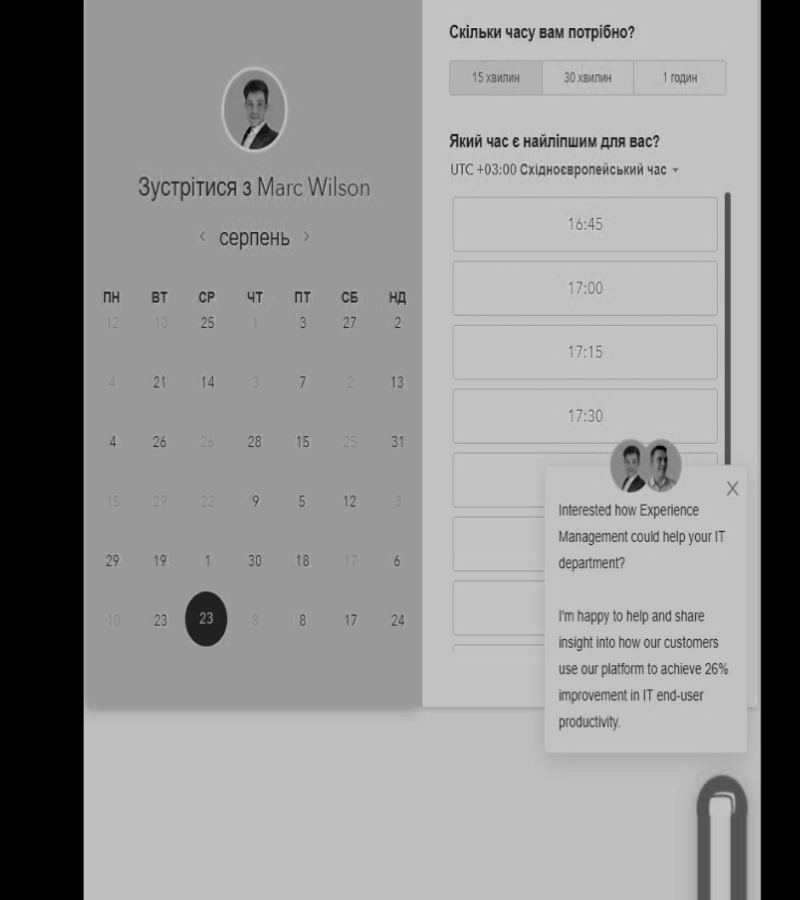 Зустрітися з Marc Wilson
серпень
ПН ВТ СР ЧТ ПТ СБ НД
12 10 25 1 3 27 2
4 21 14 3 7 2 13
4 26 26 28 15 25 31
15 29 22 9 5 12 3
29 19 1 30 18 17 6
10 23 23 8 8 17 24
Скільки часу вам потрібно?
15 хвилин 30 хвилин 1 годин
Який час є найліпшим для вас?
UTC +03:00 Східноєвропейський час
16:45
17:00
17:15
17:30
X
Interested how Experience
Management could help your IT
department?
I'm happy to help and share
insight into how our customers
use our platform to achieve 26%
improvement in IT end-user
productivity.